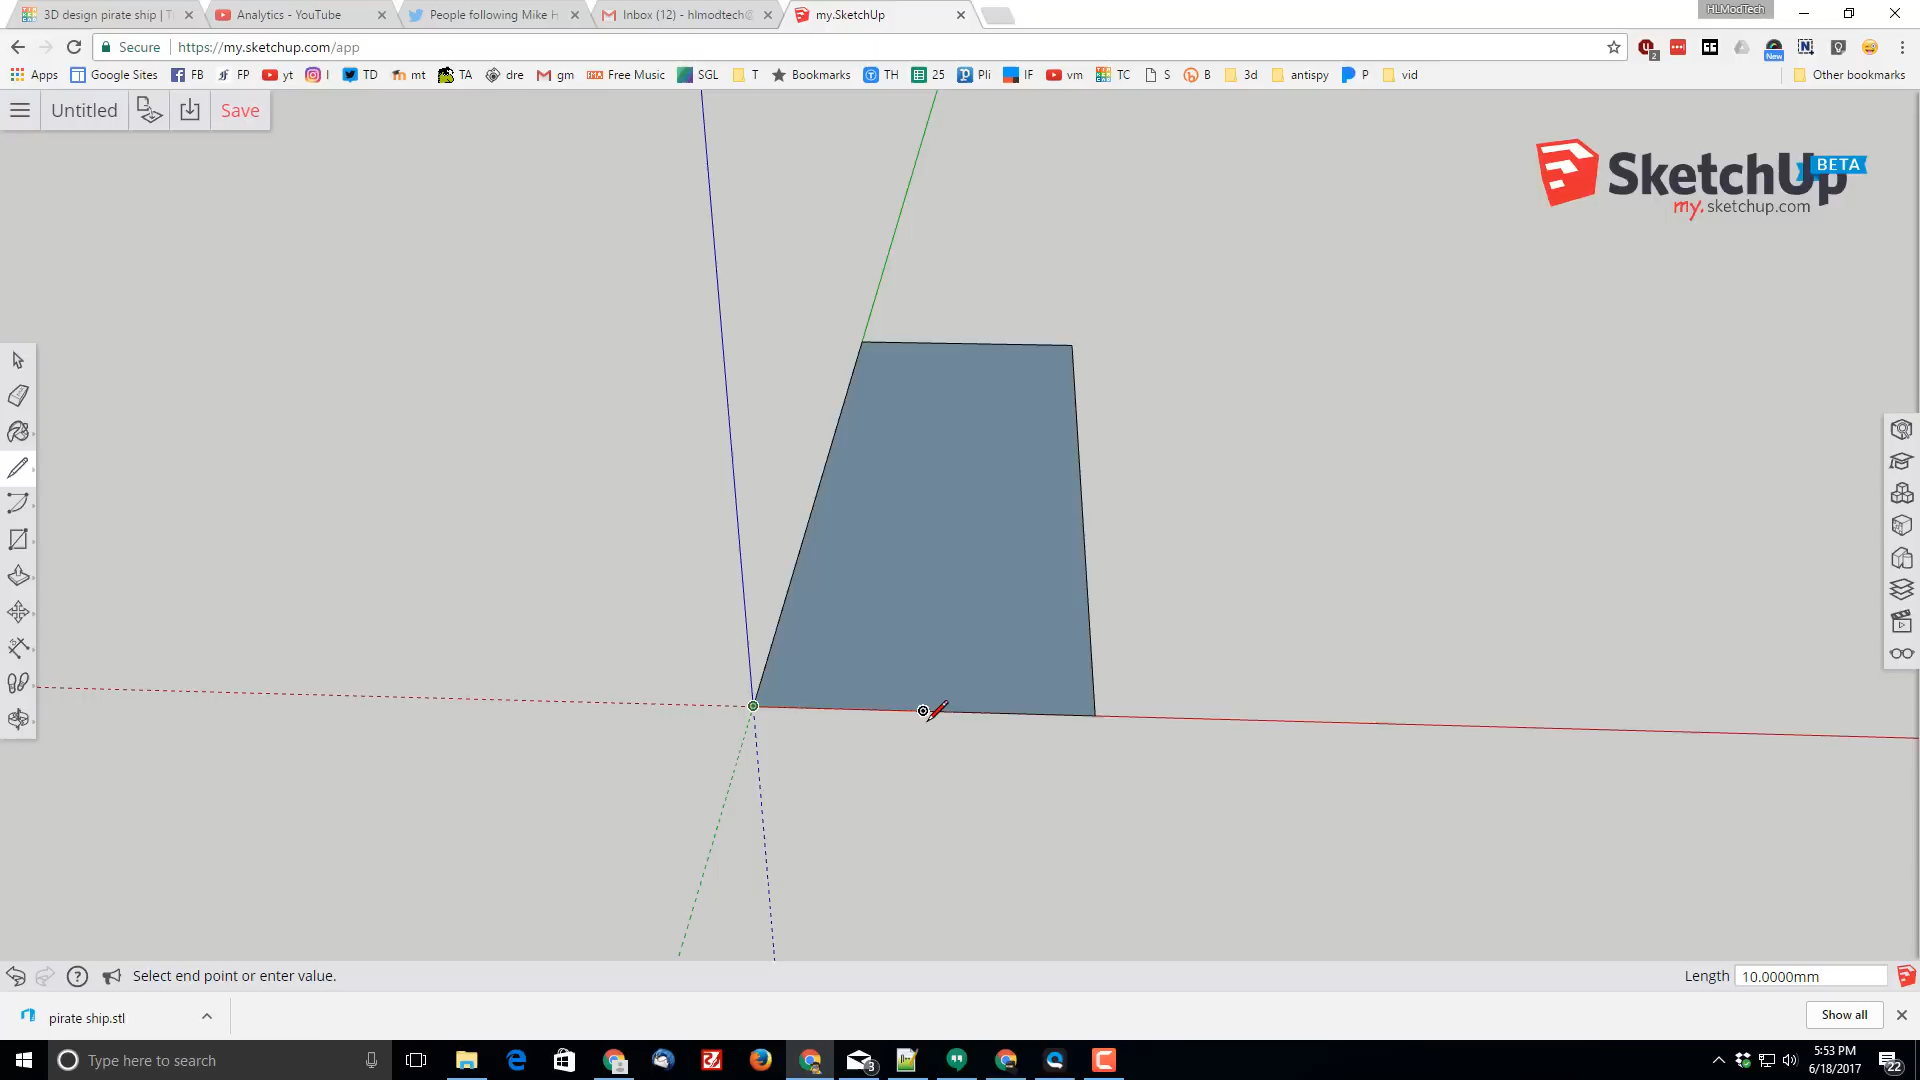 3D design pirate ship | T
Analytics - YouTube
People following Mike H
Inbox (12) - hlmodtech@
my.SketchUp
HLModTech
Secure
https://my.sketchup.com/app
Apps
Google Sites
FB
FP
yt
I
TD
mt
TA
dre
gm
Free Music
SGL
T
Bookmarks
TH
25
Pli
IF
vm
TC
S
B
3d
antispy
P
vid
Other bookmarks
2
New
Untitled
Save
SketchUp BETA
my.sketchup.com
Select end point or enter value.
Length 10.0000mm
pirate ship.stl
Show all
Type here to search
3
5:53 PM
6/18/2017
22